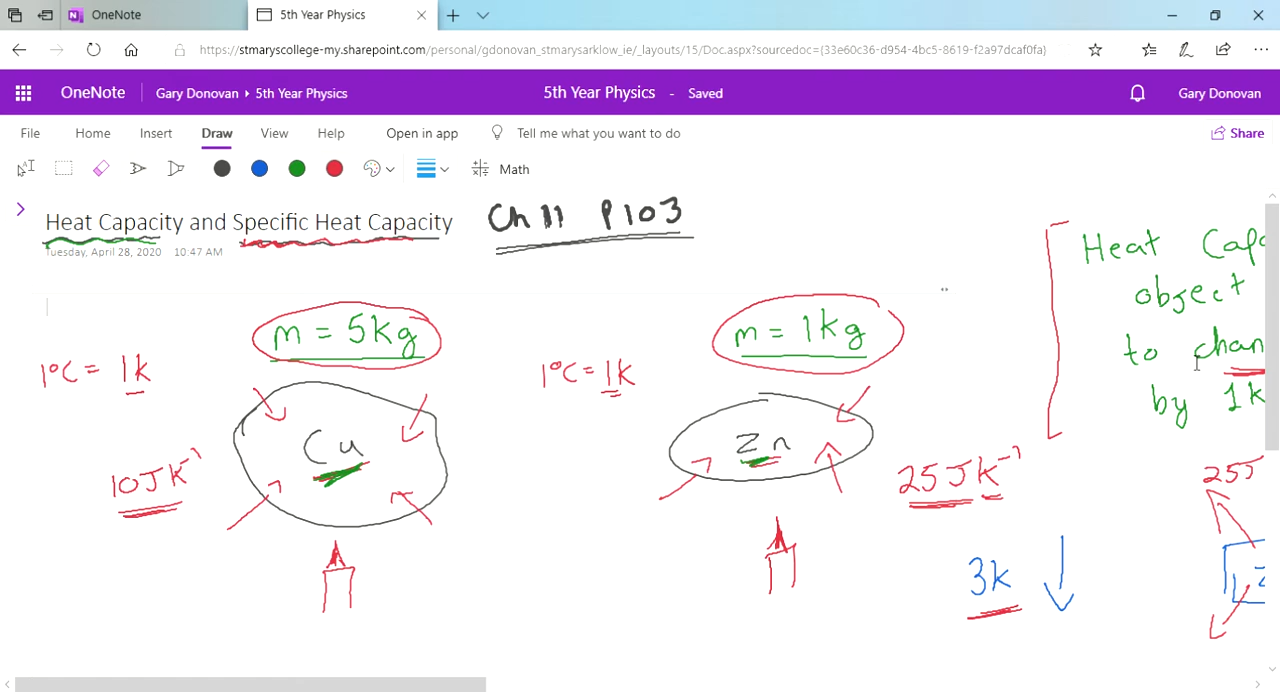 OneNote
5th Year Physics
https://stmaryscollege-my.sharepoint.com/personal/gdonovan_stmarysarklow_ie/_layouts/15/Doc.aspx?sourcedoc={33e60c36-d954-4bc5-8619-f2a97dcaf0fa}
OneNote
Gary Donovan › 5th Year Physics
5th Year Physics - Saved
Gary Donovan
File Home Insert Draw View Help Open in app Tell me what you want to do Share
Math
Heat Capacity and Specific Heat Capacity Ch 11 P103
Tuesday, April 28, 2020 10:47 AM
Heat Cap
object
to chan
by 1k
m = 5kg
m = 1kg
1°C = 1k
1°C = 1k
Cu
Zn
10Jk⁻¹
25Jk⁻¹
25J
3k